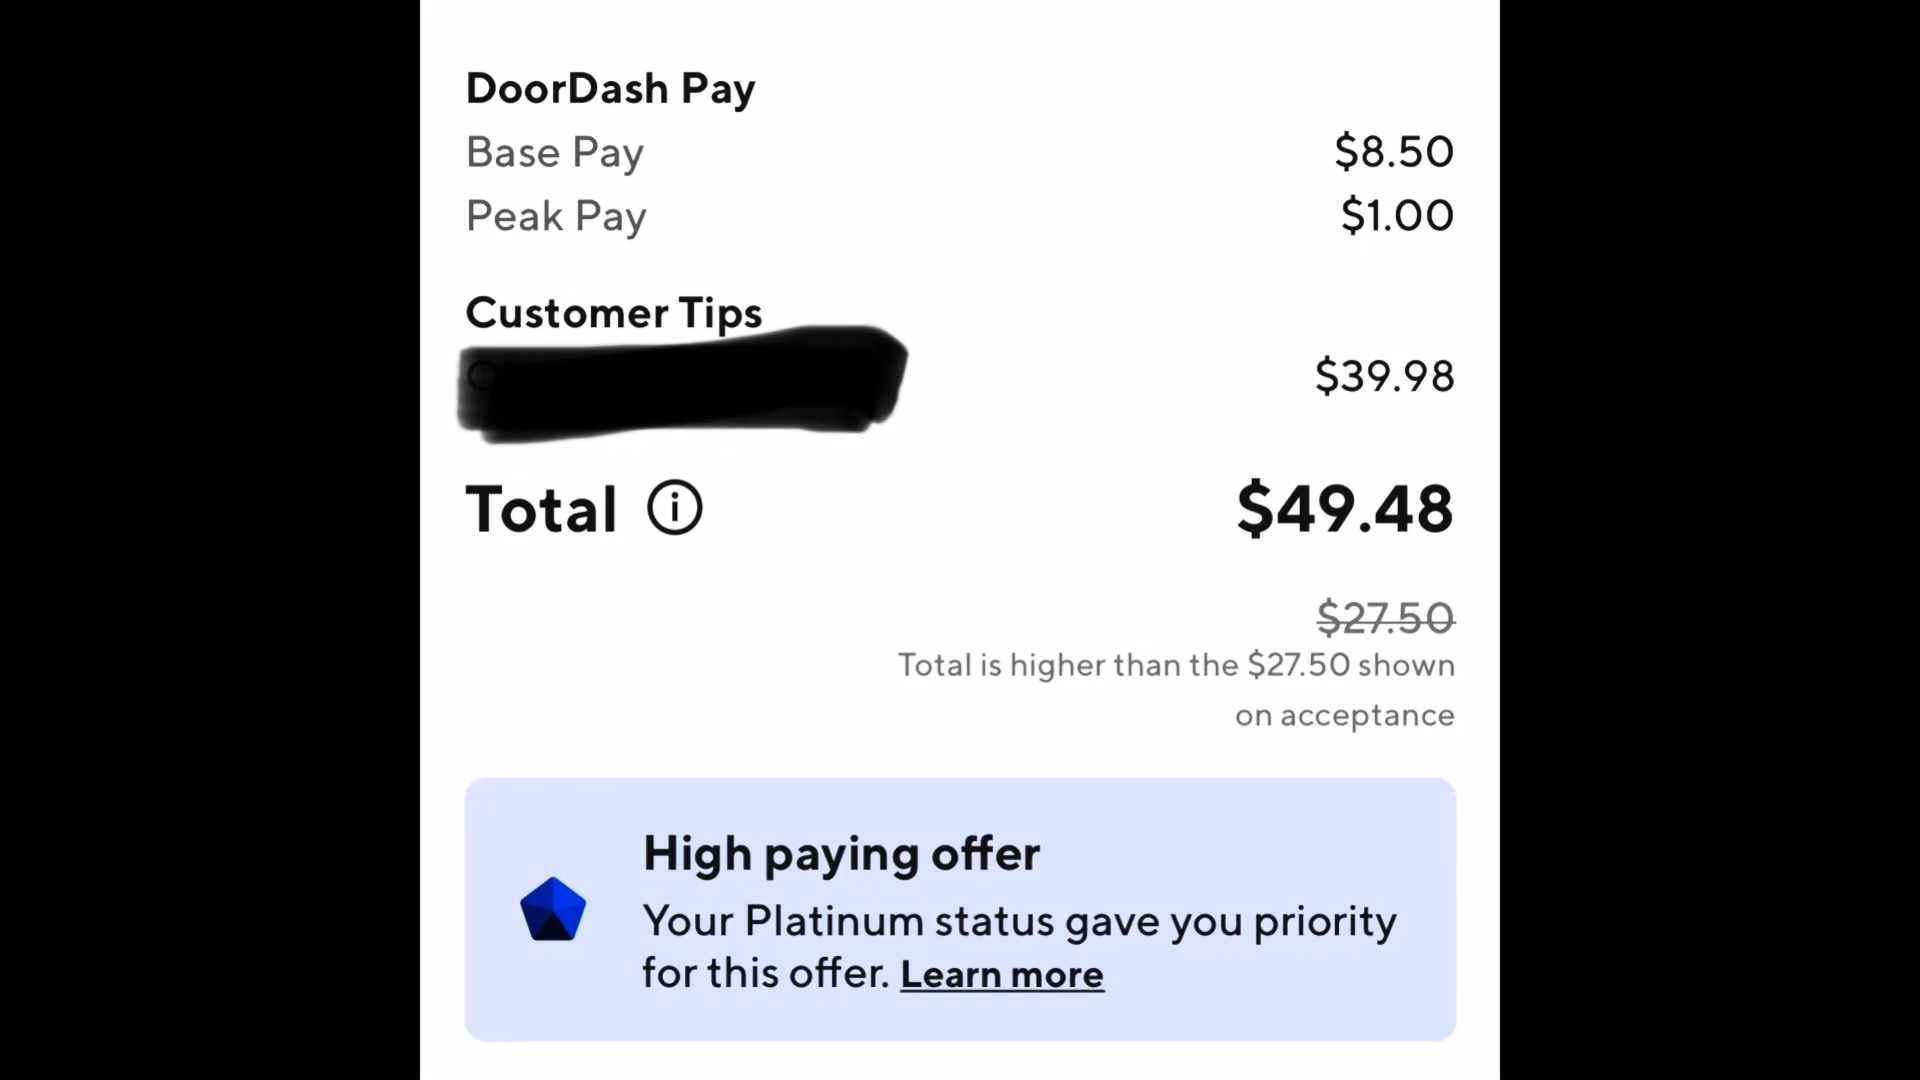 DoorDash Pay
Base Pay $8.50
Peak Pay $1.00
Customer Tips
$39.98
Total $49.48
$27.50
Total is higher than the $27.50 shown
on acceptance
High paying offer
Your Platinum status gave you priority
for this offer. Learn more